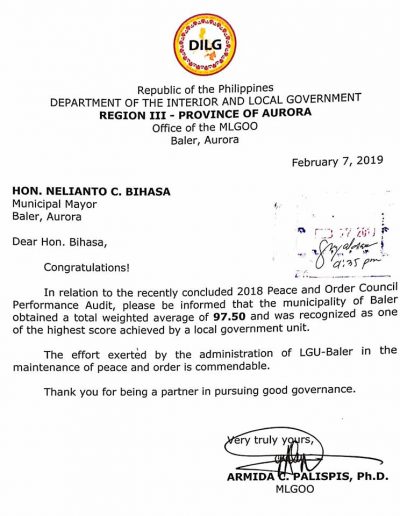 DILG
Republic of the Philippines
DEPARTMENT OF THE INTERIOR AND LOCAL GOVERNMENT
REGION III - PROVINCE OF AURORA
Office of the MLGOO
Baler, Aurora
February 7, 2019
HON. NELIANTO C. BIHASA
Municipal Mayor
Baler, Aurora
Dear Hon. Bihasa,
4:35 pm
Congratulations!
In relation to the recently concluded 2018 Peace and Order Council
Performance Audit, please be informed that the municipality of Baler
obtained a total weighted average of 97.50 and was recognized as one
of the highest score achieved by a local government unit.
The effort exerted by the administration of LGU-Baler in the
maintenance of peace and order is commendable.
Thank you for being a partner in pursuing good governance.
Very truly yours,
ARMIDA C. PALISPIS, Ph.D.
MLGOO